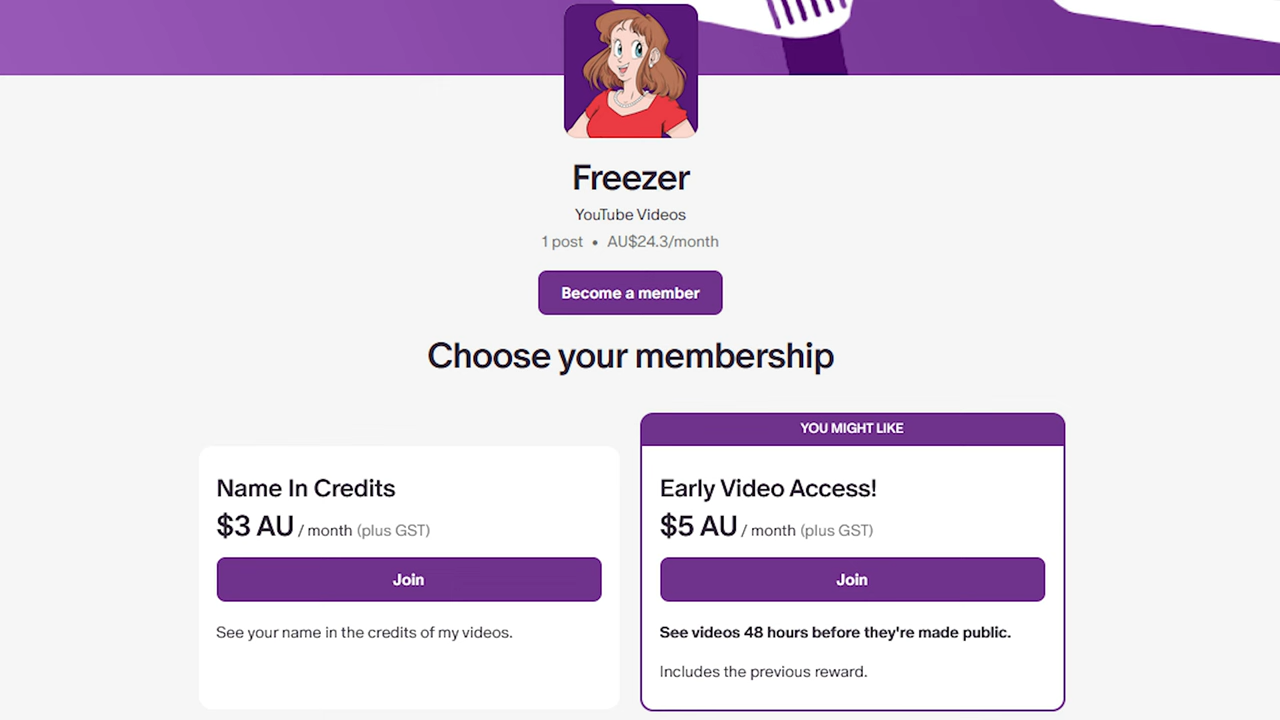 Freezer
YouTube Videos
1 post • AU$24.3/month
Become a member
Choose your membership
YOU MIGHT LIKE
Name In Credits
$3 AU / month (plus GST)
Join
See your name in the credits of my videos.
Early Video Access!
$5 AU / month (plus GST)
Join
See videos 48 hours before they're made public.
Includes the previous reward.